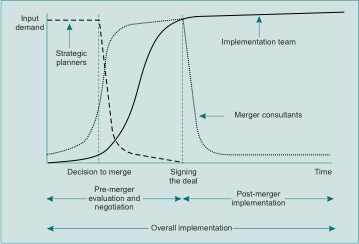 Input
demand
Strategic
planners
Implementation team
Merger consultants
Decision to merge
Signing
the deal
Time
Pre-merger
evaluation and
negotiation
Post-merger
implementation
Overall implementation